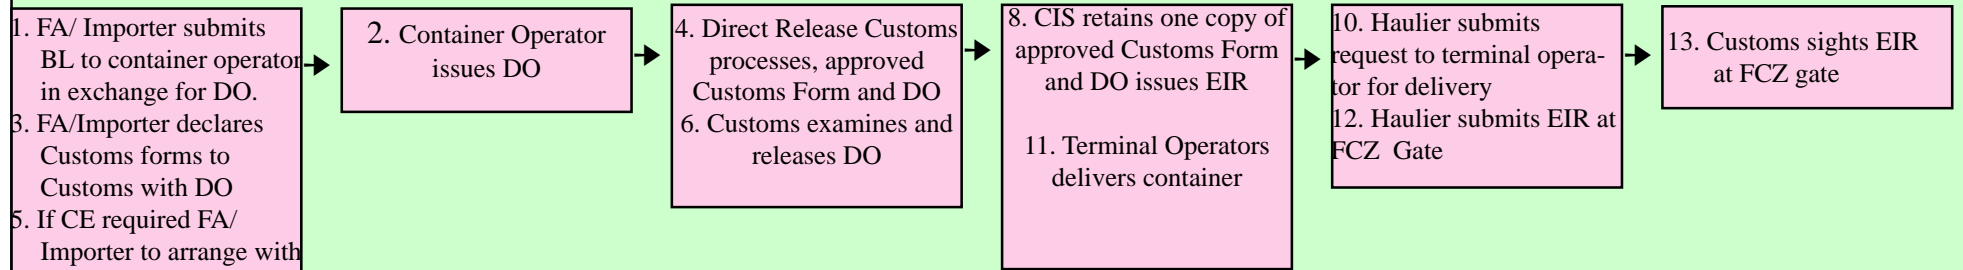 1. FA/ Importer submits
BL to container operator
in exchange for DO.
3. FA/Importer declares
Customs forms to
Customs with DO
5. If CE required FA/
Importer to arrange with
2. Container Operator
issues DO
4. Direct Release Customs
processes, approved
Customs Form and DO
6. Customs examines and
releases DO
8. CIS retains one copy of
approved Customs Form
and DO issues EIR
11. Terminal Operators
delivers container
10. Haulier submits
request to terminal opera-
tor for delivery
12. Haulier submits EIR at
FCZ Gate
13. Customs sights EIR
at FCZ gate